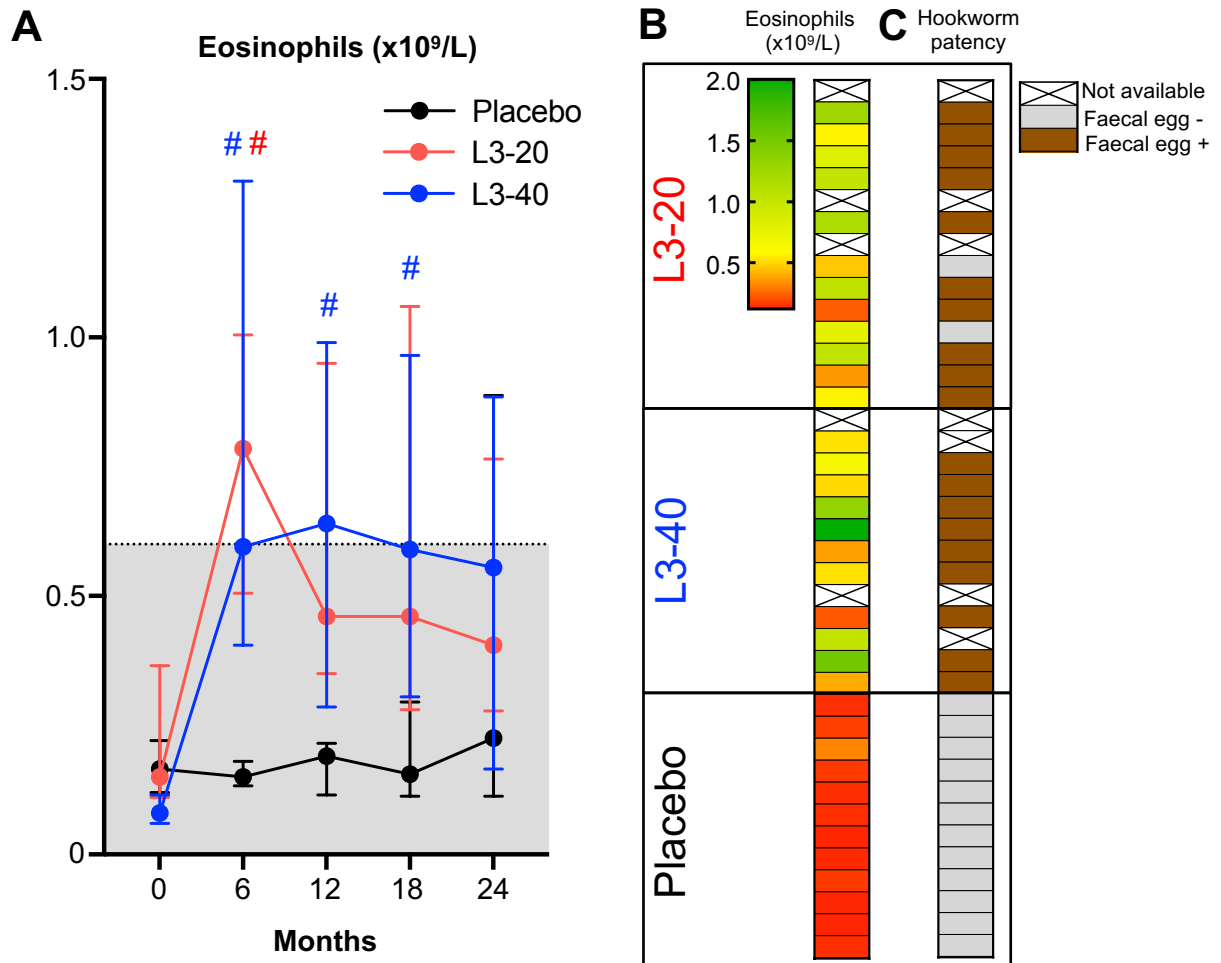 A
Eosinophils (x10⁹/L)
1.5
1.0
0.5
0
Placebo
L3-20
L3-40
# #
#
#
0 6 12 18 24
Months
B
Eosinophils
(x10⁹/L)
C
Hookworm
patency
2.0
1.5
1.0
0.5
Not available
Faecal egg -
Faecal egg +
L3-20
L3-40
Placebo